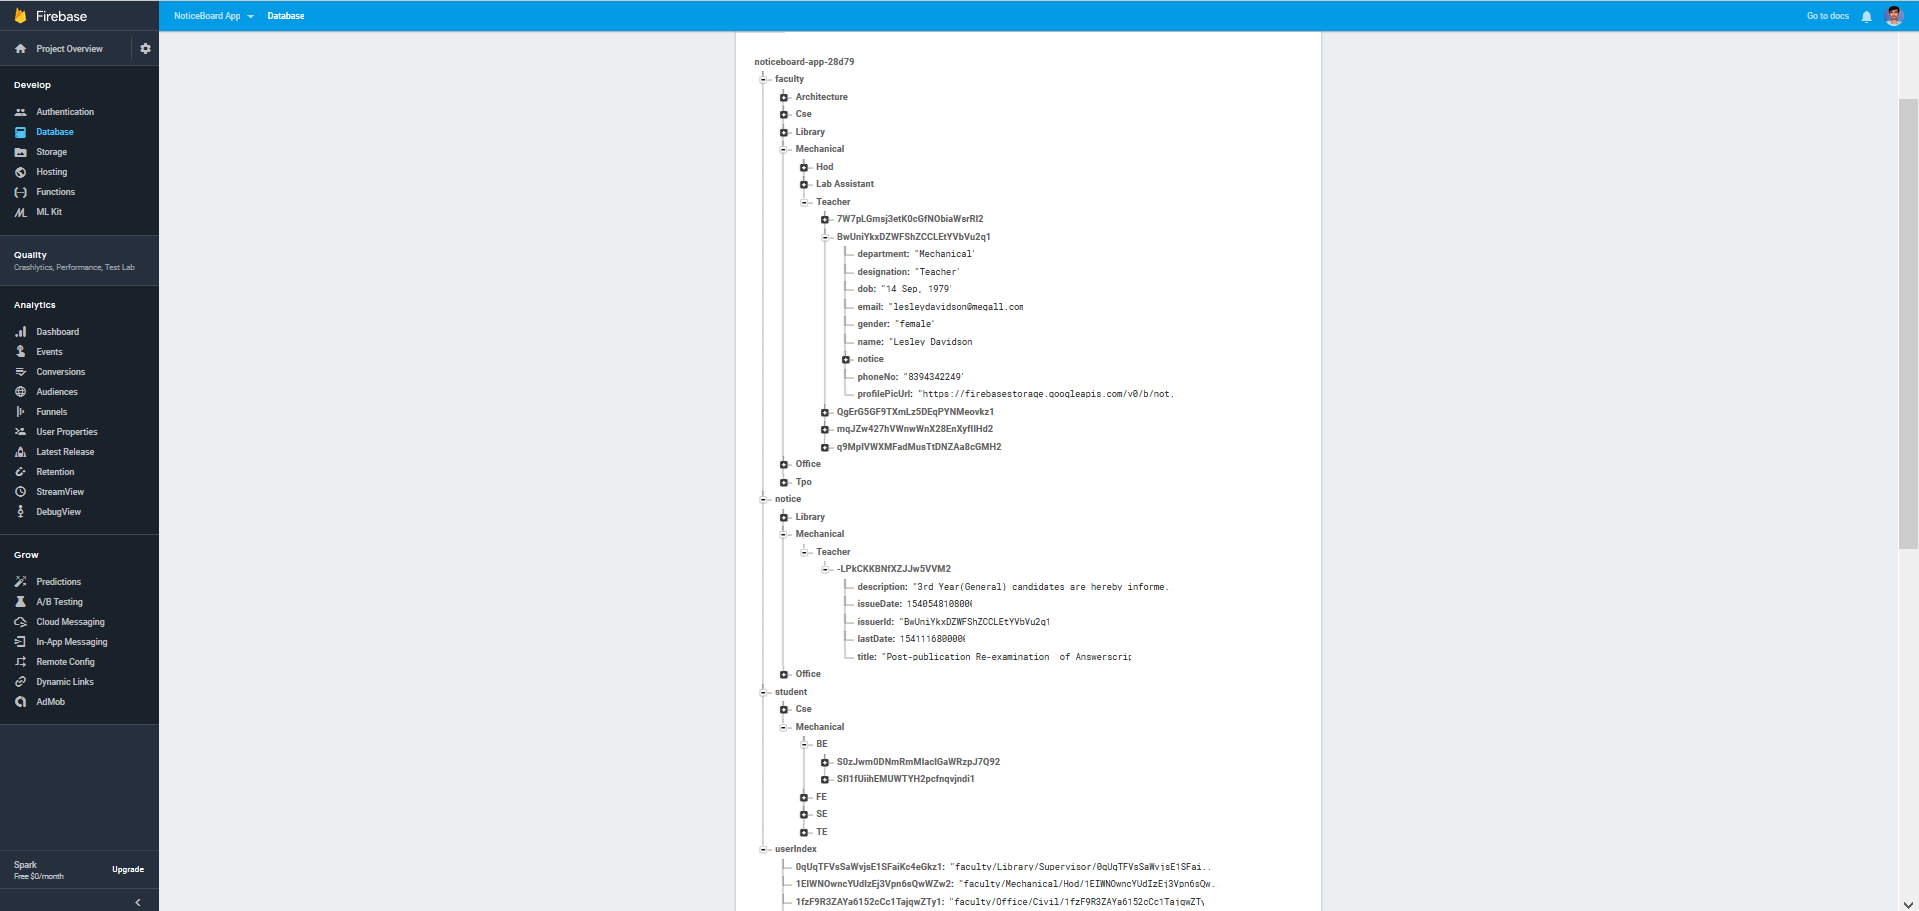 Firebase
NoticeBoard App
Database
Go to docs
Project Overview
Develop
Authentication
Database
Storage
Hosting
Functions
ML Kit
Quality
Crashlytics, Performance, Test Lab
Analytics
Dashboard
Events
Conversions
Audiences
Funnels
User Properties
Latest Release
Retention
StreamView
DebugView
Grow
Predictions
A/B Testing
Cloud Messaging
In-App Messaging
Remote Config
Dynamic Links
AdMob
Spark
Free $0/month
Upgrade
noticeboard-app-28d79
faculty
Architecture
Cse
Library
Mechanical
Hod
Lab Assistant
Teacher
7W7pLGmsj3etK0cGfNObiaWsrRl2
BwUniYkxDZWFShZCCLEtYVbVu2q1
department: "Mechanical"
designation: "Teacher"
dob: "14 Sep, 1979"
email: "lesleydavidson@megall.com
gender: "female"
name: "Lesley Davidson
notice
phoneNo: "8394342249"
profilePicUrl: "https://firebasestorage.googleapis.com/v0/b/not.
QgErG5GF9TXmLz5DEqPYNMeovkz1
mqJZw427hVWnwWnX28EnXyfIlHd2
q9MpIVWXMFadMusTtDNZAa8cGMH2
Office
Tpo
notice
Library
Mechanical
Teacher
-LPkCKKBNfXZJJw5VVM2
description: "3rd Year(General) candidates are hereby informe.
issueDate: 1540548108000
issuerId: "BwUniYkxDZWFShZCCLEtYVbVu2q1
lastDate: 1541116800000
title: "Post-publication Re-examination  of Answerscrip
Office
student
Cse
Mechanical
BE
S0zJwm0DNmRmMlacIGaWRzpJ7Q92
Sfl1fUiihEMUWTYH2pcfnqvjndi1
FE
SE
TE
userIndex
0qUqTFVsSaWvjsE1SFaiKc4eGkz1: "faculty/Library/Supervisor/0qUqTFVsSaWvjsE1SFai..
1EIWNOwncYUdIzEj3Vpn6sQwWZw2: "faculty/Mechanical/Hod/1EIWNOwncYUdIzEj3Vpn6sQw.
1fzF9R3ZAYa6152cCc1TajqwZTy1: "faculty/Office/Civil/1fzF9R3ZAYa6152cCc1TajqwZTy